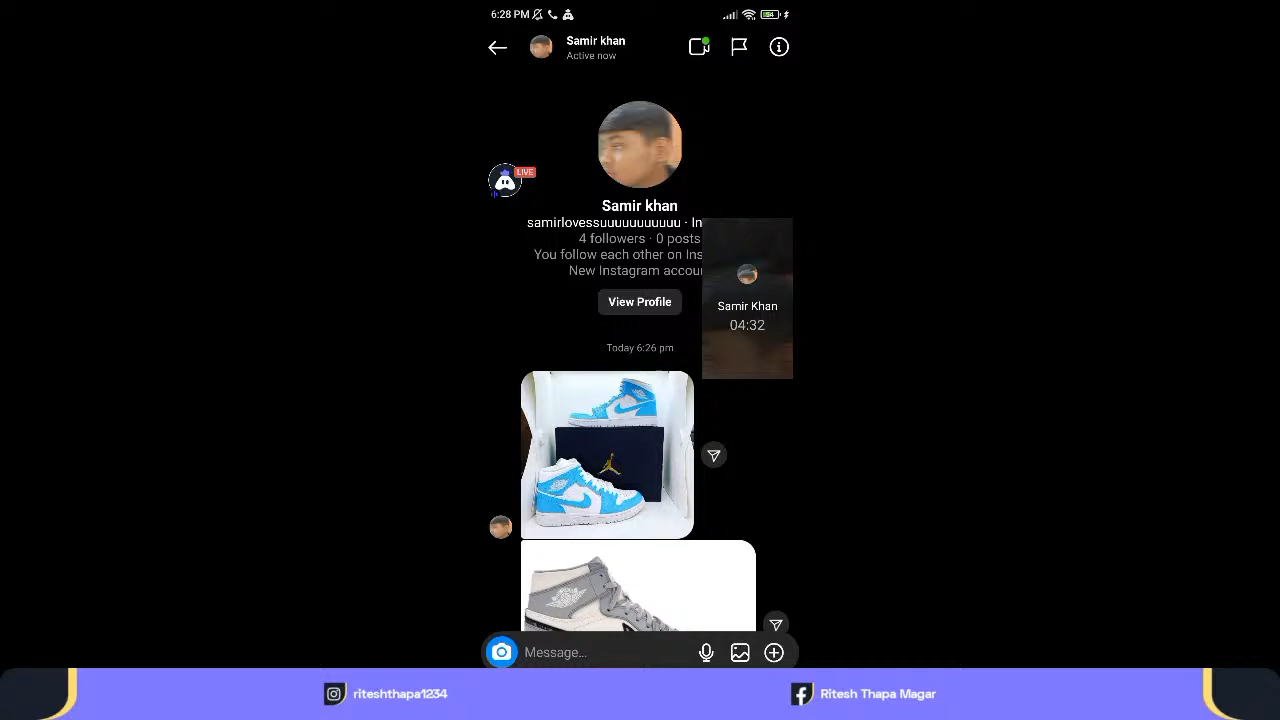 6:28 PM
54
Samir khan
Active now
LIVE
Samir khan
samirlovessuuuuuuuuuuu · In
4 followers · 0 posts
You follow each other on Ins
New Instagram accou
View Profile
Samir Khan
04:32
Today 6:26 pm
Message...
riteshthapa1234
Ritesh Thapa Magar